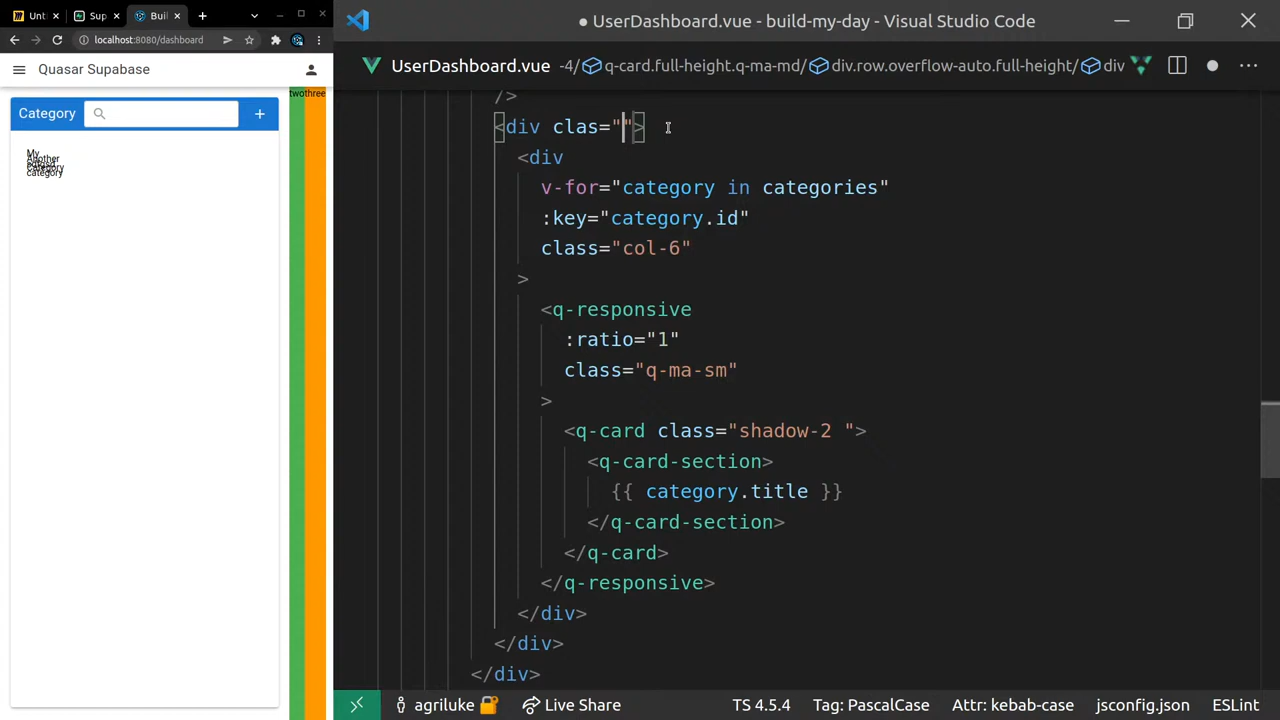 Unt
Sup
Buil
localhost:8080/dashboard
Quasar Supabase
Category
My
Another
Category
category
twothree
UserDashboard.vue - build-my-day - Visual Studio Code
UserDashboard.vue -4/ q-card.full-height.q-ma-md/ div.row.overflow-auto.full-height/ div
/>
<div clas="">
<div
v-for="category in categories"
:key="category.id"
class="col-6"
>
<q-responsive
:ratio="1"
class="q-ma-sm"
>
<q-card class="shadow-2 ">
<q-card-section>
{{ category.title }}
</q-card-section>
</q-card>
</q-responsive>
</div>
</div>
</div>
agriluke Live Share TS 4.5.4 Tag: PascalCase Attr: kebab-case jsconfig.json ESLint